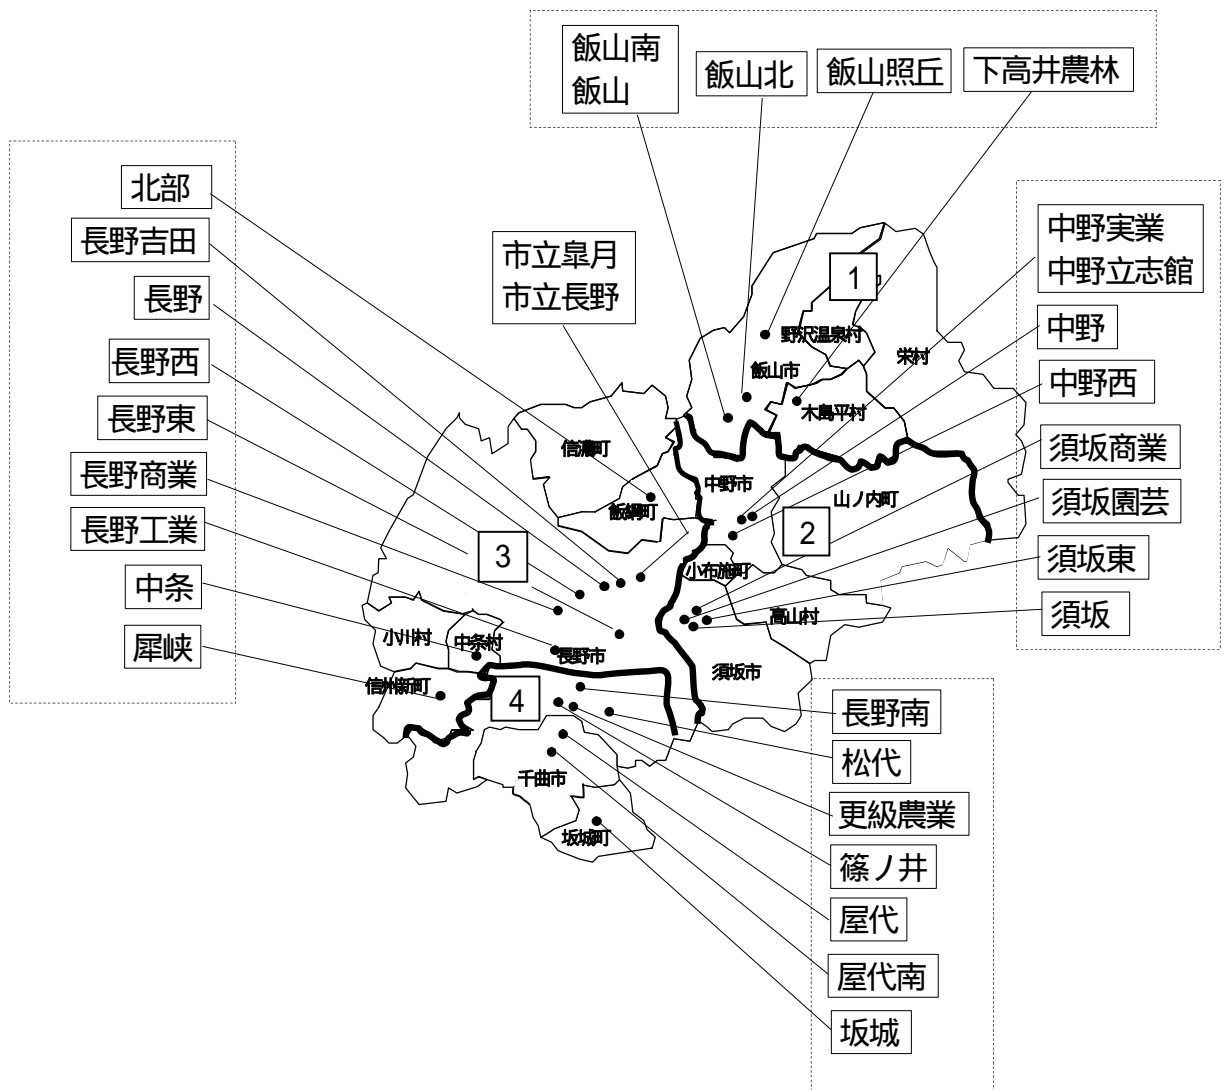 飯山南
飯山
飯山北
飯山照丘
下高井農林
北部
長野吉田
長野
長野西
長野東
長野商業
長野工業
中条
犀峡
市立皐月
市立長野
中野実業
中野立志館
中野
中野西
須坂商業
須坂園芸
須坂東
須坂
長野南
松代
更級農業
篠ノ井
屋代
屋代南
坂城
1
野沢温泉村
栄村
飯山市
木島平村
信濃町
中野市
山ノ内町
飯綱町
2
3
小布施町
高山村
小川村
中条村
長野市
須坂市
信州新町
4
千曲市
坂城町